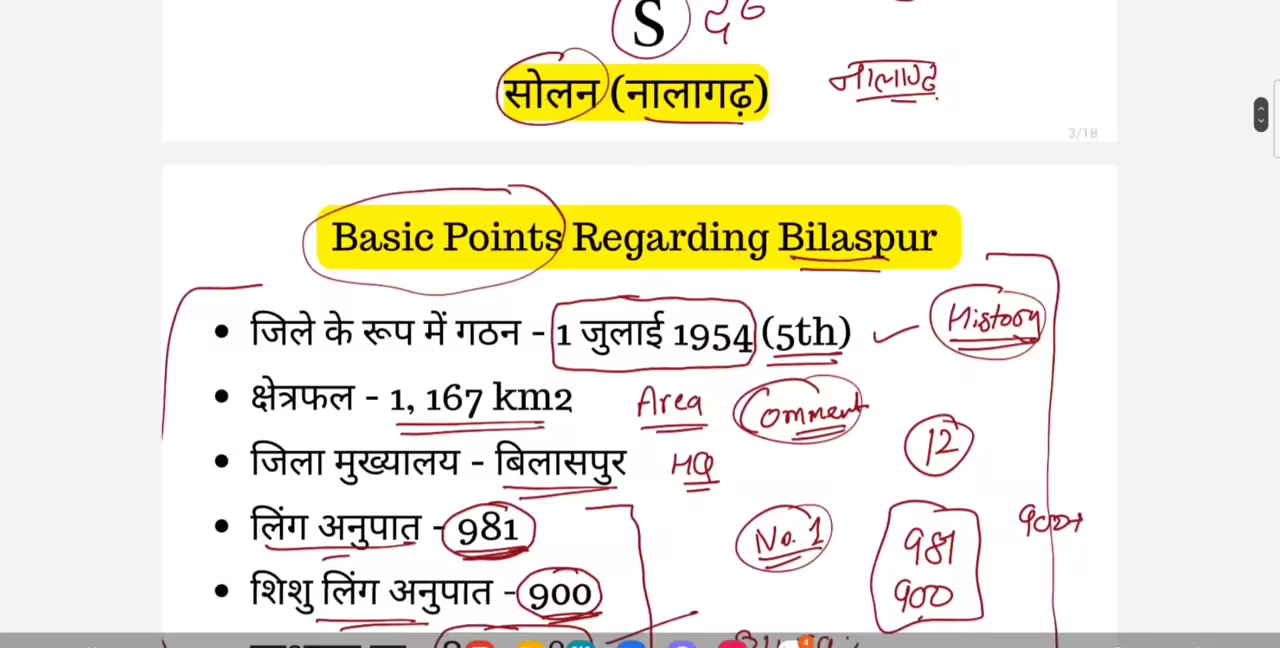 S
सोलन (नालागढ़) नालागढ़
3/18
Basic Points Regarding Bilaspur
• जिले के रूप में गठन - 1 जुलाई 1954 (5th) History
• क्षेत्रफल - 1, 167 km2 Area Comment
12
• जिला मुख्यालय - बिलासपुर HQ
• लिंग अनुपात - 981 No. 1 981
• शिशु लिंग अनुपात - 900 900